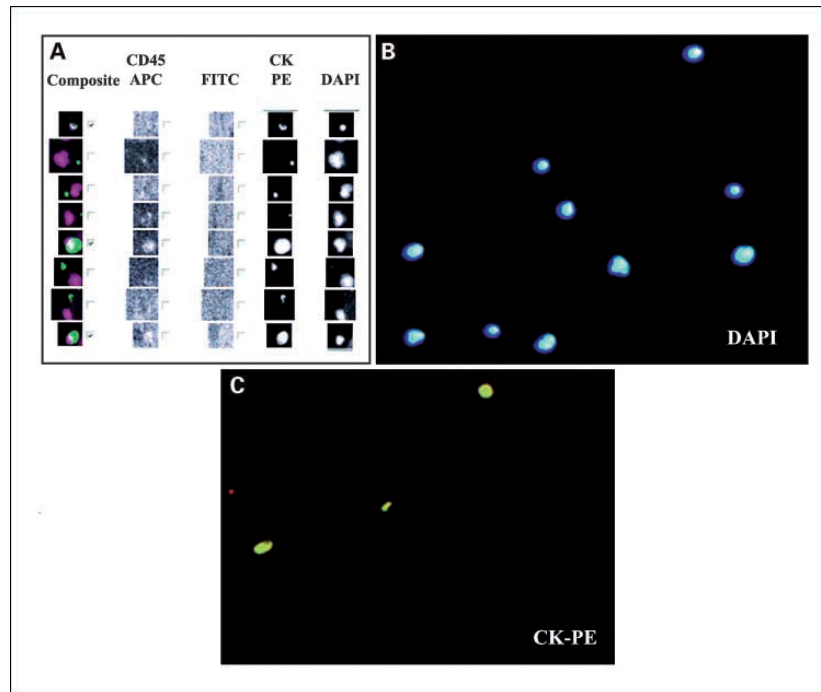 A
CD45
CK
Composite APC FITC PE DAPI
B
DAPI
C
CK-PE